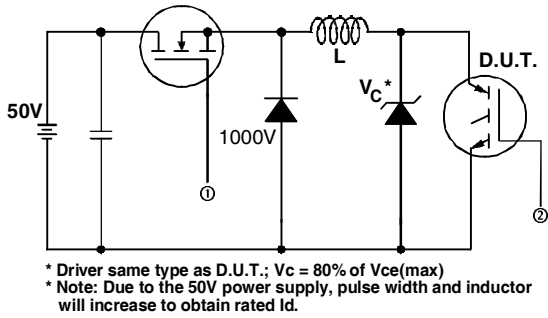 50V
1000V
L
V_C*
D.U.T.
①
②
* Driver same type as D.U.T.; Vc = 80% of Vce(max)
* Note: Due to the 50V power supply, pulse width and inductor
will increase to obtain rated Id.